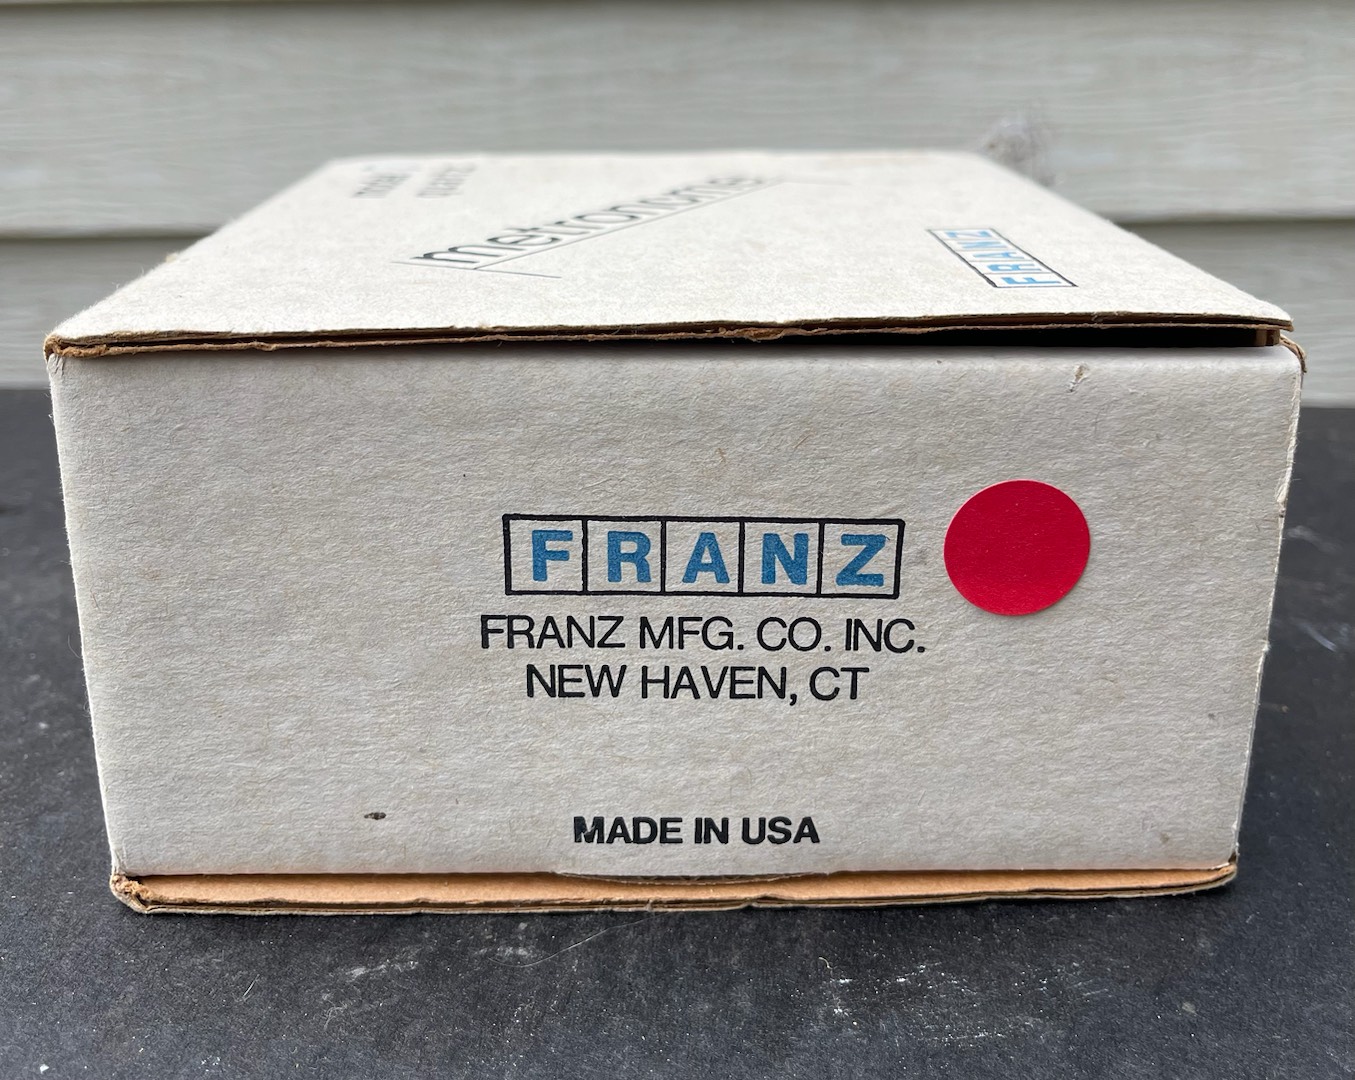 metronome
FRANZ
FRANZ
FRANZ MFG. CO. INC.
NEW HAVEN, CT
MADE IN USA